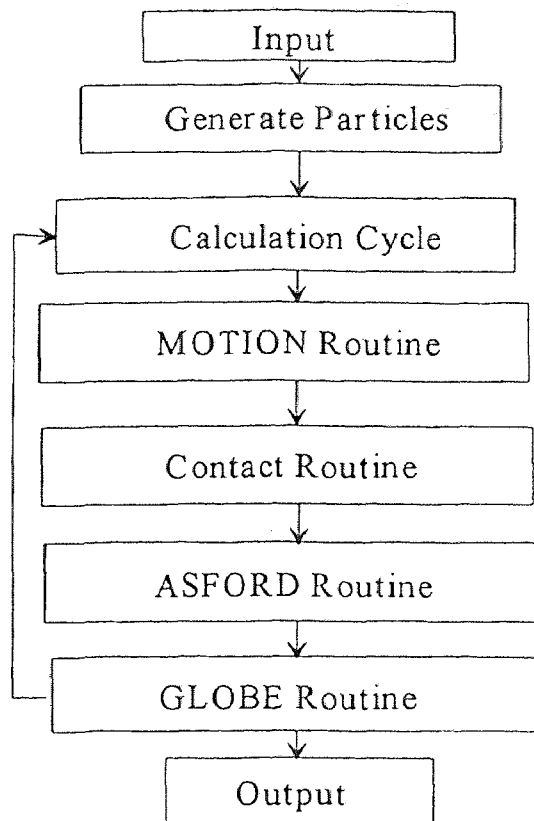 Input
Generate Particles
Calculation Cycle
MOTION Routine
Contact Routine
ASFORD Routine
GLOBE Routine
Output